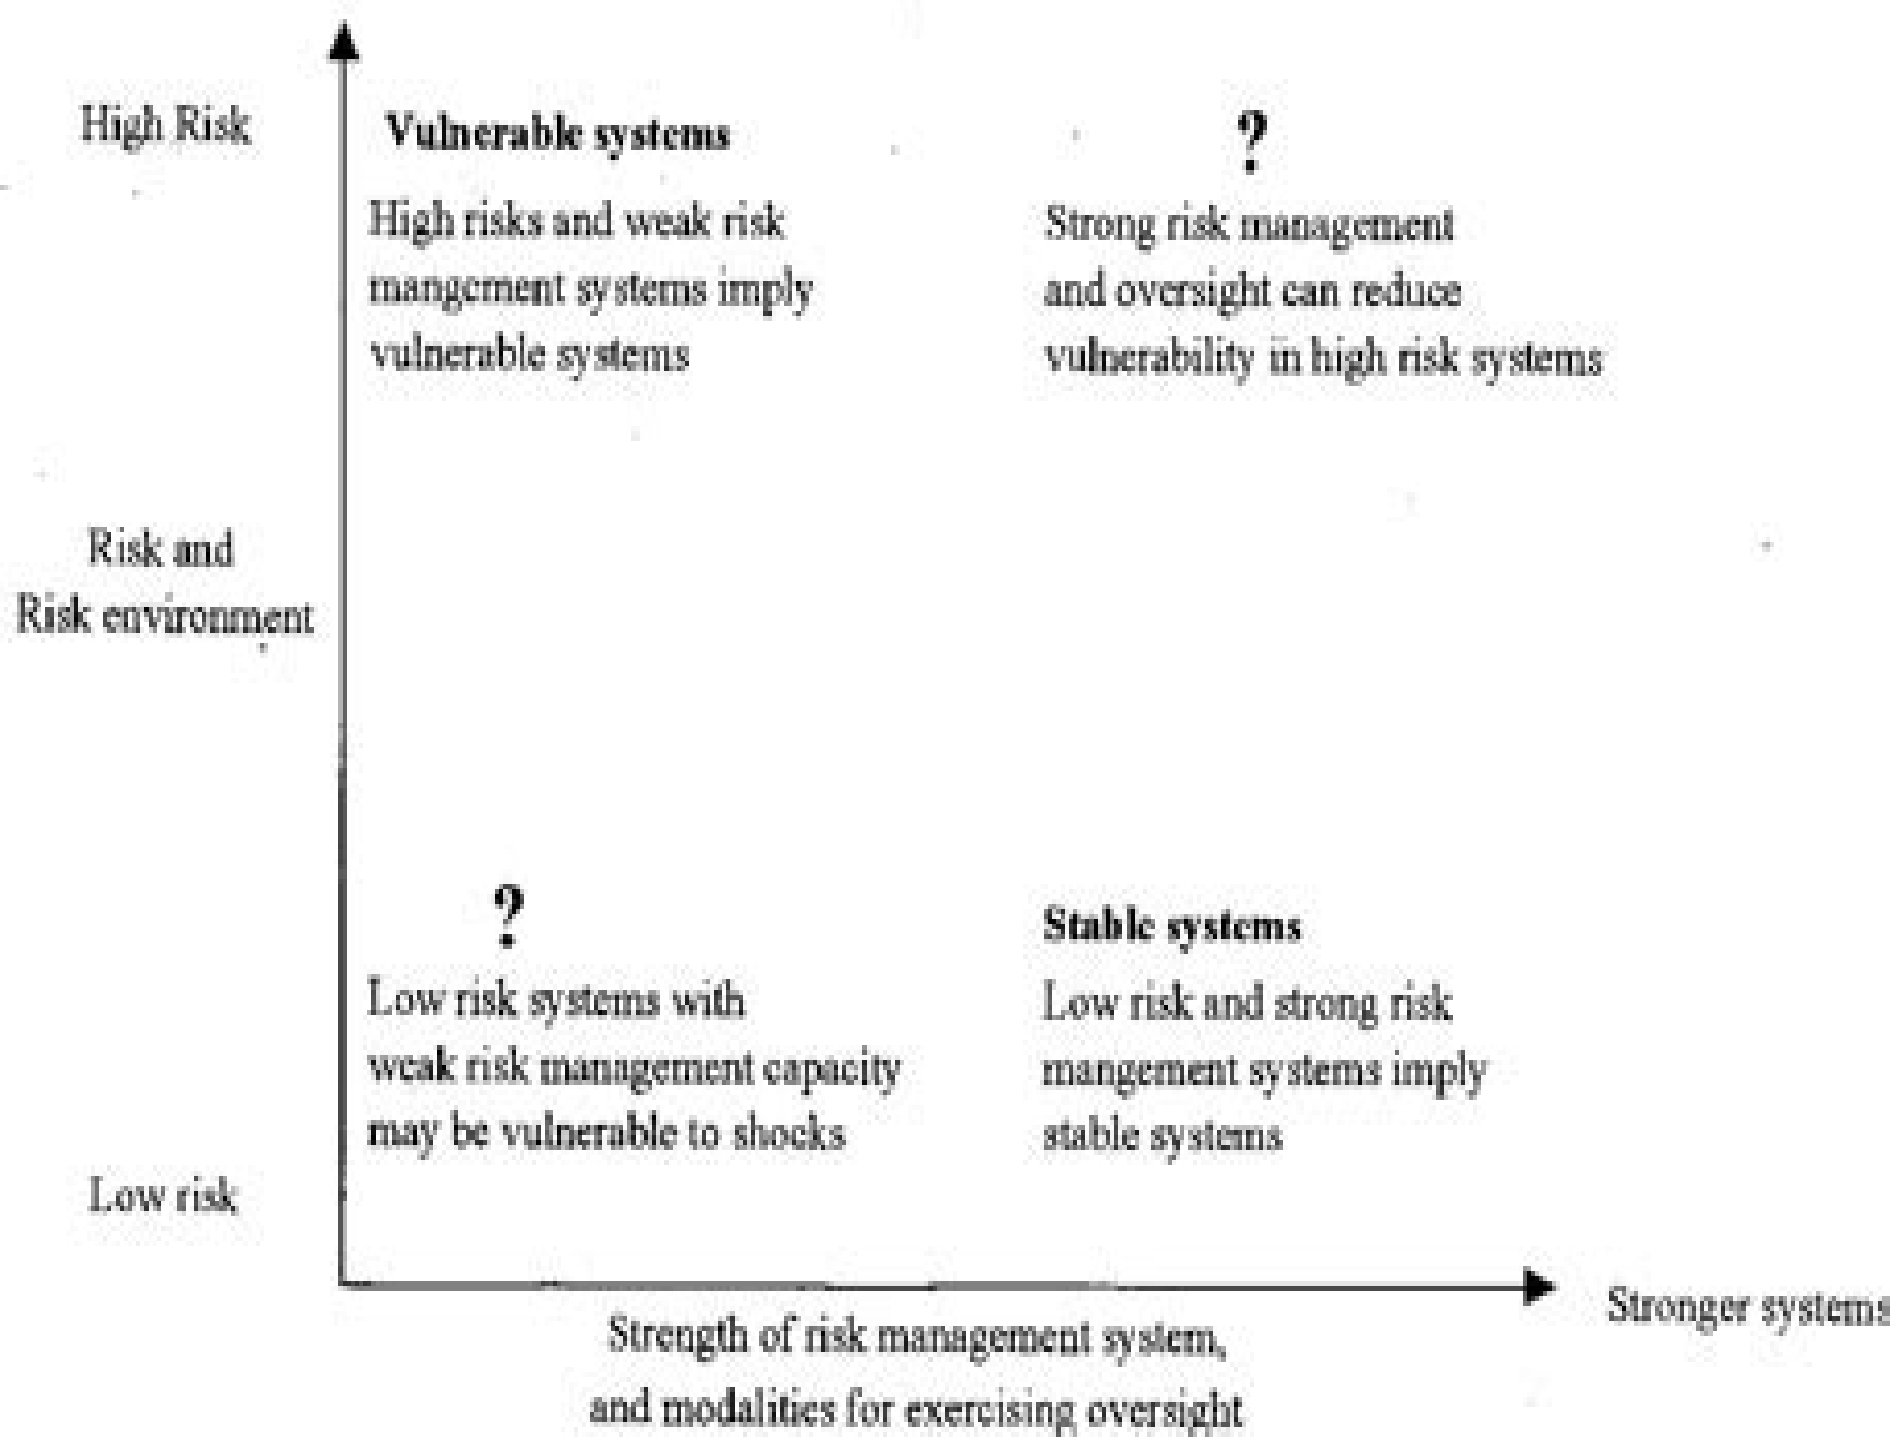 High Risk
Vulnerable systems
High risks and weak risk
mangement systems imply
vulnerable systems
?
Strong risk management
and oversight can reduce
vulnerability in high risk systems
Risk and
Risk environment
?
Low risk systems with
weak risk management capacity
may be vulnerable to shocks
Stable systems
Low risk and strong risk
mangement systems imply
stable systems
Low risk
Stronger systems
Strength of risk management system,
and modalities for exercising oversight